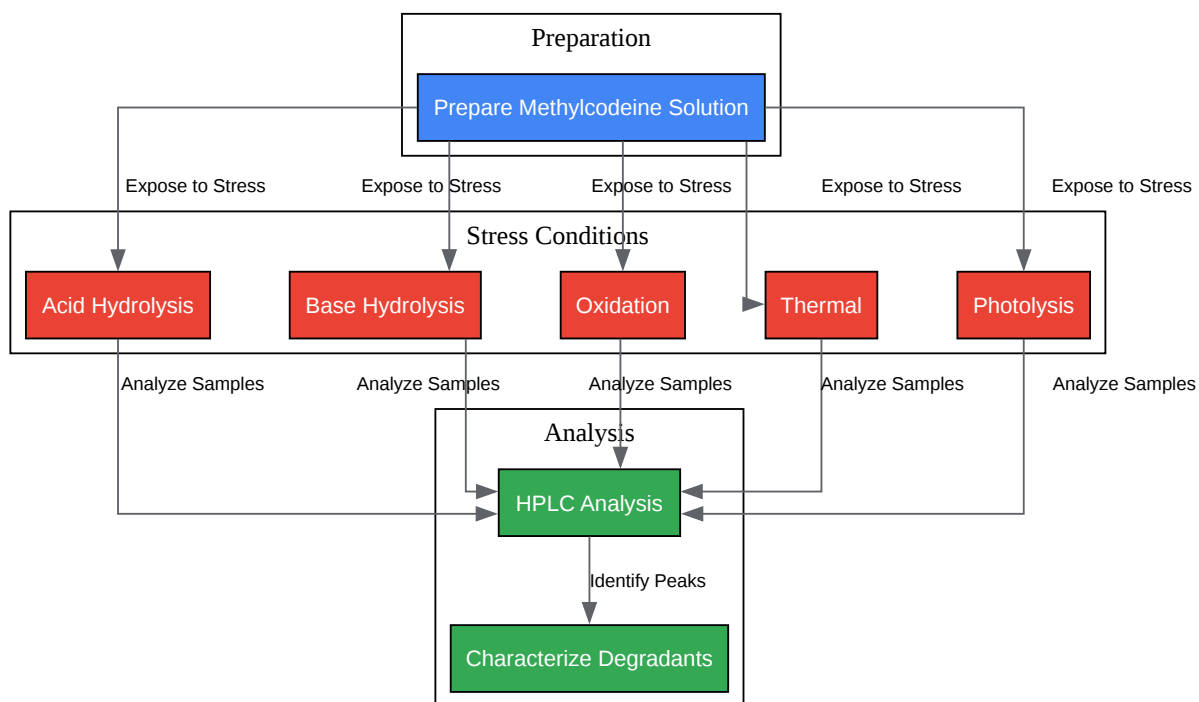 Preparation
Prepare Methylcodeine Solution
Expose to Stress
Expose to Stress
Expose to Stress
Expose to Stress
Expose to Stress
Stress Conditions
Acid Hydrolysis
Base Hydrolysis
Oxidation
Thermal
Photolysis
Analyze Samples
Analyze Samples
Analyze Samples
Analyze Samples
Analyze Samples
Analysis
HPLC Analysis
Identify Peaks
Characterize Degradants